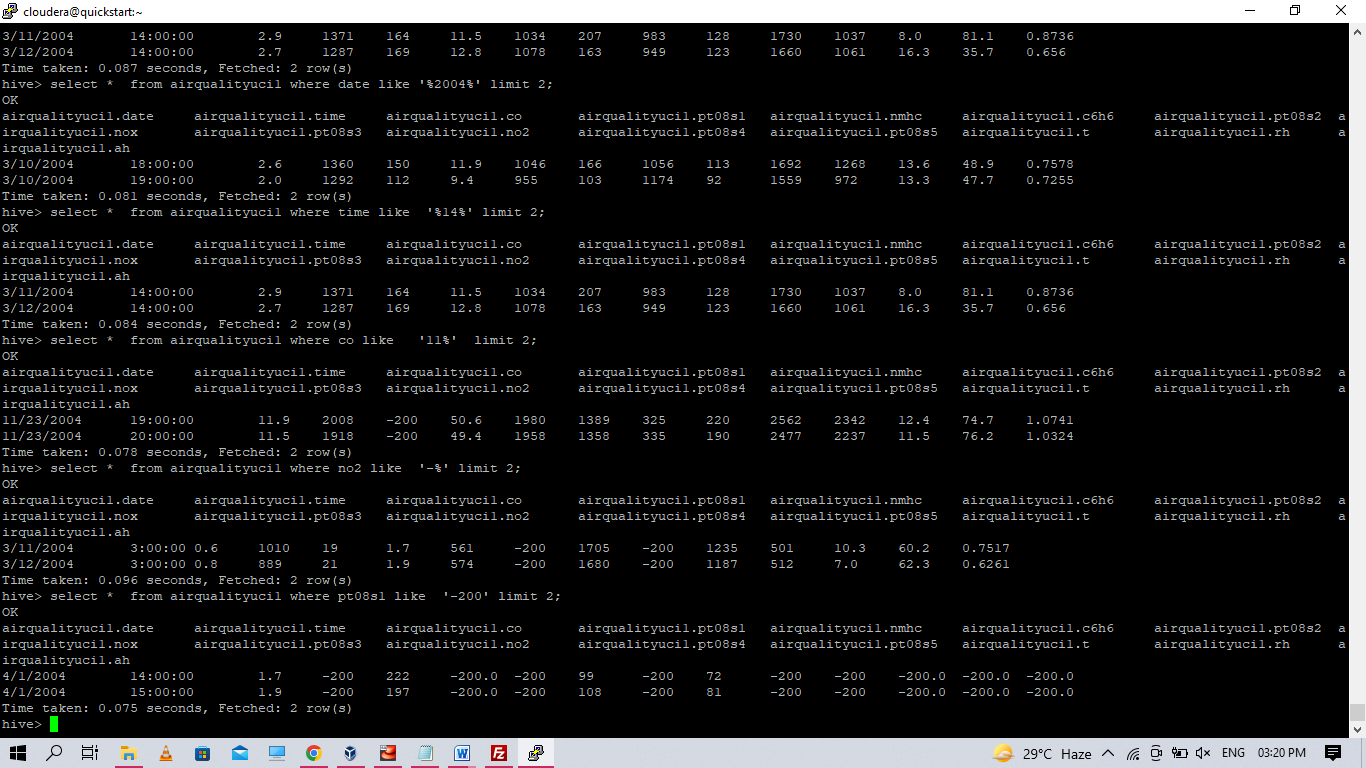 cloudera@quickstart:~
3/11/2004 14:00:00 2.9 1371 164 11.5 1034 207 983 128 1730 1037 8.0 81.1 0.8736
3/12/2004 14:00:00 2.7 1287 169 12.8 1078 163 949 123 1660 1061 16.3 35.7 0.656
Time taken: 0.087 seconds, Fetched: 2 row(s)
hive> select *  from airqualityucil where date like '%2004%' limit 2;
OK
airqualityucil.date airqualityucil.time airqualityucil.co airqualityucil.pt08s1 airqualityucil.nmhc airqualityucil.c6h6 airqualityucil.pt08s2 a
irqualityucil.nox airqualityucil.pt08s3 airqualityucil.no2 airqualityucil.pt08s4 airqualityucil.pt08s5 airqualityucil.t airqualityucil.rh a
irqualityucil.ah
3/10/2004 18:00:00 2.6 1360 150 11.9 1046 166 1056 113 1692 1268 13.6 48.9 0.7578
3/10/2004 19:00:00 2.0 1292 112 9.4 955 103 1174 92 1559 972 13.3 47.7 0.7255
Time taken: 0.081 seconds, Fetched: 2 row(s)
hive> select *  from airqualityucil where time like  '%14%' limit 2;
OK
airqualityucil.date airqualityucil.time airqualityucil.co airqualityucil.pt08s1 airqualityucil.nmhc airqualityucil.c6h6 airqualityucil.pt08s2 a
irqualityucil.nox airqualityucil.pt08s3 airqualityucil.no2 airqualityucil.pt08s4 airqualityucil.pt08s5 airqualityucil.t airqualityucil.rh a
irqualityucil.ah
3/11/2004 14:00:00 2.9 1371 164 11.5 1034 207 983 128 1730 1037 8.0 81.1 0.8736
3/12/2004 14:00:00 2.7 1287 169 12.8 1078 163 949 123 1660 1061 16.3 35.7 0.656
Time taken: 0.084 seconds, Fetched: 2 row(s)
hive> select *  from airqualityucil where co like   '11%'  limit 2;
OK
airqualityucil.date airqualityucil.time airqualityucil.co airqualityucil.pt08s1 airqualityucil.nmhc airqualityucil.c6h6 airqualityucil.pt08s2 a
irqualityucil.nox airqualityucil.pt08s3 airqualityucil.no2 airqualityucil.pt08s4 airqualityucil.pt08s5 airqualityucil.t airqualityucil.rh a
irqualityucil.ah
11/23/2004 19:00:00 11.9 2008 -200 50.6 1980 1389 325 220 2562 2342 12.4 74.7 1.0741
11/23/2004 20:00:00 11.5 1918 -200 49.4 1958 1358 335 190 2477 2237 11.5 76.2 1.0324
Time taken: 0.078 seconds, Fetched: 2 row(s)
hive> select *  from airqualityucil where no2 like  '-%' limit 2;
OK
airqualityucil.date airqualityucil.time airqualityucil.co airqualityucil.pt08s1 airqualityucil.nmhc airqualityucil.c6h6 airqualityucil.pt08s2 a
irqualityucil.nox airqualityucil.pt08s3 airqualityucil.no2 airqualityucil.pt08s4 airqualityucil.pt08s5 airqualityucil.t airqualityucil.rh a
irqualityucil.ah
3/11/2004 3:00:00 0.6 1010 19 1.7 561 -200 1705 -200 1235 501 10.3 60.2 0.7517
3/12/2004 3:00:00 0.8 889 21 1.9 574 -200 1680 -200 1187 512 7.0 62.3 0.6261
Time taken: 0.096 seconds, Fetched: 2 row(s)
hive> select *  from airqualityucil where pt08s1 like  '-200' limit 2;
OK
airqualityucil.date airqualityucil.time airqualityucil.co airqualityucil.pt08s1 airqualityucil.nmhc airqualityucil.c6h6 airqualityucil.pt08s2 a
irqualityucil.nox airqualityucil.pt08s3 airqualityucil.no2 airqualityucil.pt08s4 airqualityucil.pt08s5 airqualityucil.t airqualityucil.rh a
irqualityucil.ah
4/1/2004 14:00:00 1.7 -200 222 -200.0 -200 99 -200 72 -200 -200 -200.0 -200.0 -200.0
4/1/2004 15:00:00 1.9 -200 197 -200.0 -200 108 -200 81 -200 -200 -200.0 -200.0 -200.0
Time taken: 0.075 seconds, Fetched: 2 row(s)
hive>
29°C Haze ENG 03:20 PM